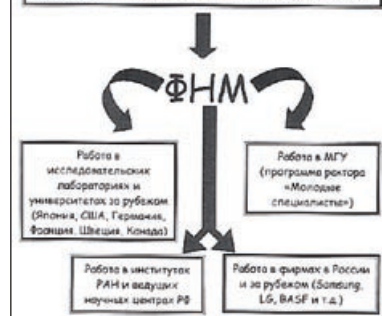 ФНМ
Работа в
исследовательских
лабораториях и
университетах за рубежом
(Япония, США, Германия,
Франция, Швеция, Канада)
Работа в МГУ
(программа ректора
«Молодые
специалисты»)
Работа в институтах
РАН и ведущих
научных центрах РФ
Работа в фирмах в России
и за рубежом (Samsung,
LG, BASF и т.д.)